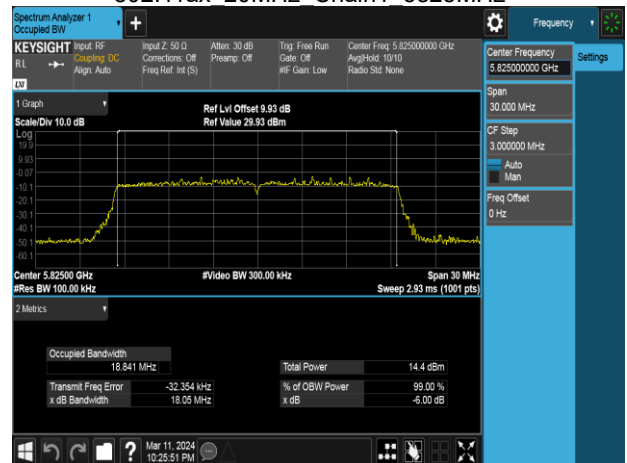 Spectrum Analyzer 1
Occupied BW
+
Frequency
KEYSIGHT
RL
LXI
Input: RF
Coupling: DC
Align: Auto
Input Z: 50 Ω
Corrections: Off
Freq Ref: Int (S)
Atten: 30 dB
Preamp: Off
Trig: Free Run
Gate: Off
#IF Gain: Low
Center Freq: 5.825000000 GHz
Avg|Hold: 10/10
Radio Std: None
Center Frequency
5.825000000 GHz
Settings
Span
30.000 MHz
CF Step
3.000000 MHz
Auto
Man
Freq Offset
0 Hz
1 Graph
Scale/Div 10.0 dB
Ref Lvl Offset 9.93 dB
Ref Value 29.93 dBm
Log
19.9
9.93
-0.07
-10.1
-20.1
-30.1
-40.1
-50.1
-60.1
Center 5.82500 GHz
#Video BW 300.00 kHz
Span 30 MHz
#Res BW 100.00 kHz
Sweep 2.93 ms (1001 pts)
2 Metrics
Occupied Bandwidth
18.841 MHz
Total Power
14.4 dBm
Transmit Freq Error
-32.354 kHz
% of OBW Power
99.00 %
x dB Bandwidth
18.05 MHz
x dB
-6.00 dB
?
Mar 11, 2024
10:25:51 PM